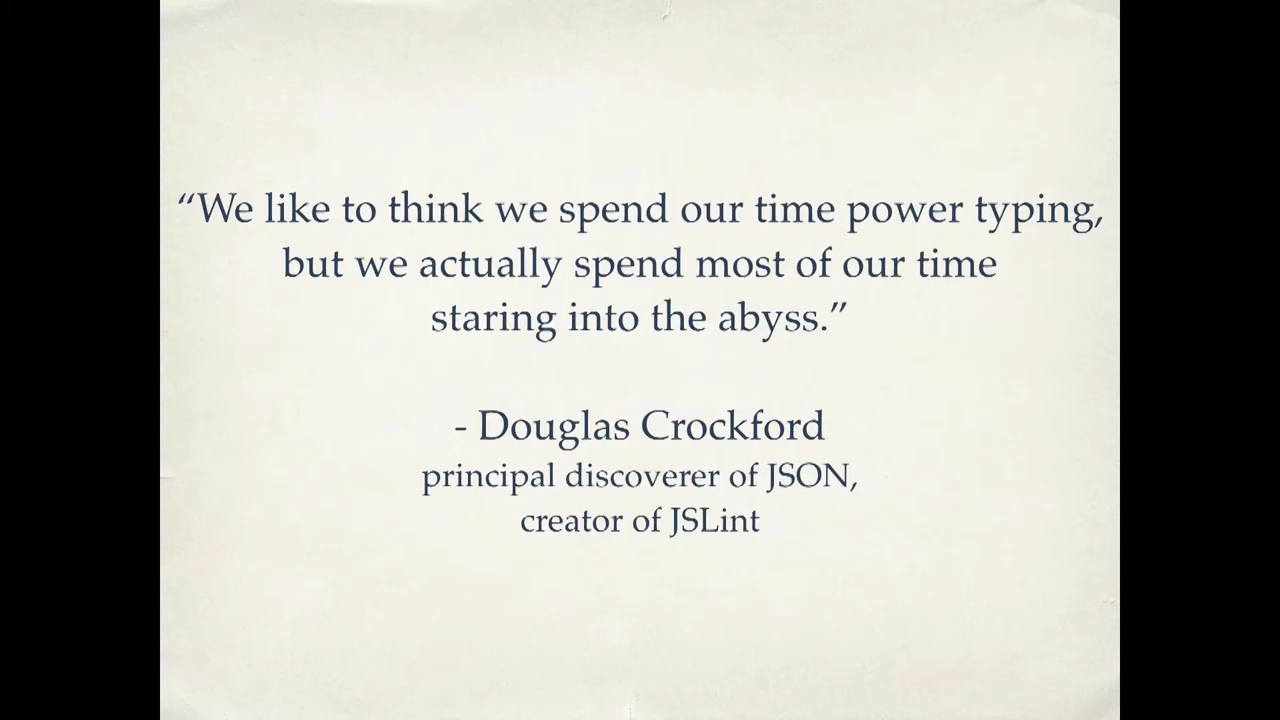 “We like to think we spend our time power typing,
but we actually spend most of our time
staring into the abyss.”
- Douglas Crockford
principal discoverer of JSON,
creator of JSLint